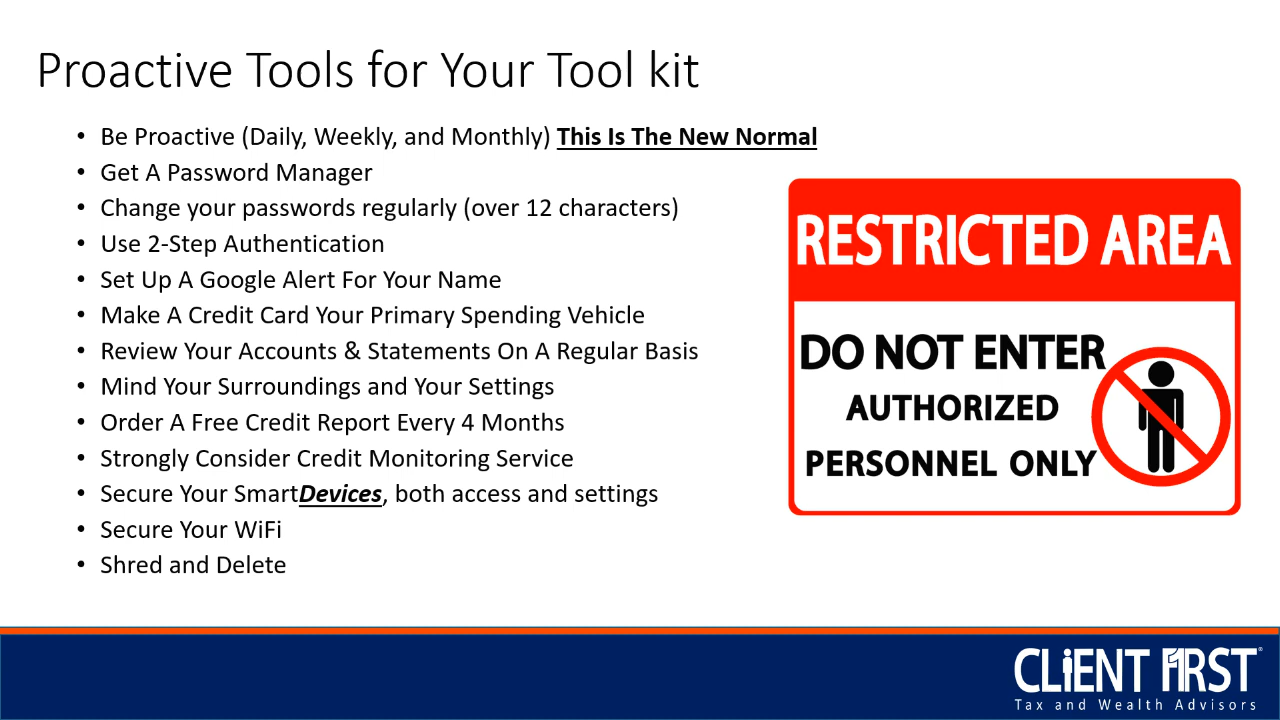 Proactive Tools for Your Tool kit
• Be Proactive (Daily, Weekly, and Monthly) This Is The New Normal
• Get A Password Manager
• Change your passwords regularly (over 12 characters)
• Use 2-Step Authentication
• Set Up A Google Alert For Your Name
• Make A Credit Card Your Primary Spending Vehicle
• Review Your Accounts & Statements On A Regular Basis
• Mind Your Surroundings and Your Settings
• Order A Free Credit Report Every 4 Months
• Strongly Consider Credit Monitoring Service
• Secure Your SmartDevices, both access and settings
• Secure Your WiFi
• Shred and Delete
RESTRICTED AREA
DO NOT ENTER
AUTHORIZED
PERSONNEL ONLY
CLiENT F1RST®
Tax and Wealth Advisors